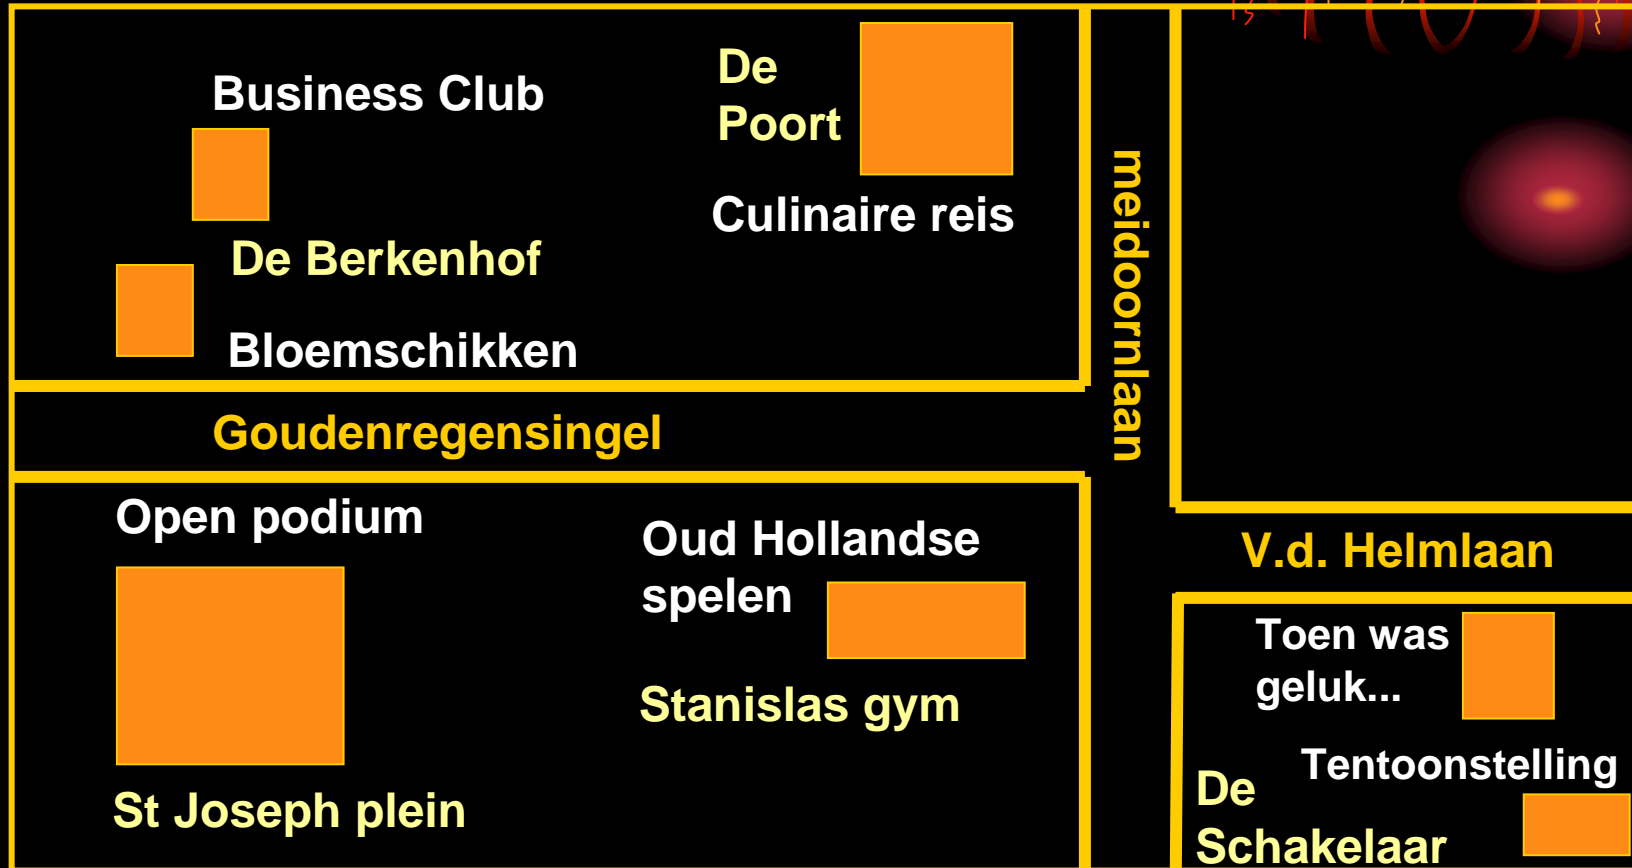 Business Club
De
Poort
Culinaire reis
De Berkenhof
Bloemschikken
meidoornlaan
Goudenregensingel
Open podium
Oud Hollandse
spelen
Stanislas gym
St Joseph plein
V.d. Helmlaan
Toen was
geluk...
Tentoonstelling
De
Schakelaar